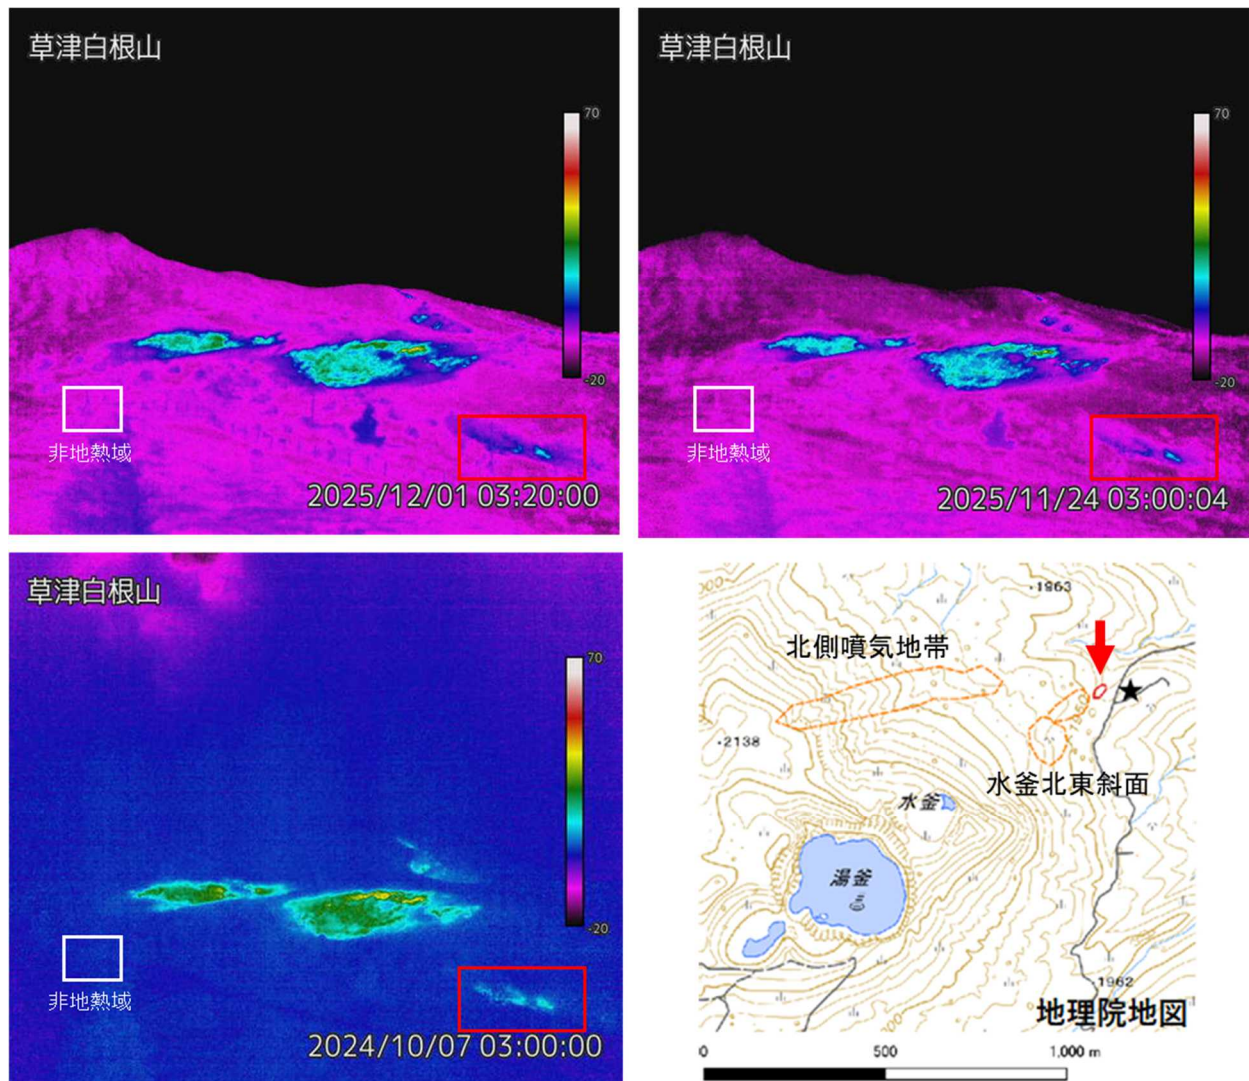 草津白根山
70
-20
非地熱域
2025/12/01 03:20:00
草津白根山
70
-20
非地熱域
2025/11/24 03:00:04
草津白根山
70
-20
非地熱域
2024/10/07 03:00:00
・1963
北側噴気地帯
・2138
水釜
水釜北東斜面
湯釜
・1962
地理院地図
0 500 1,000 m